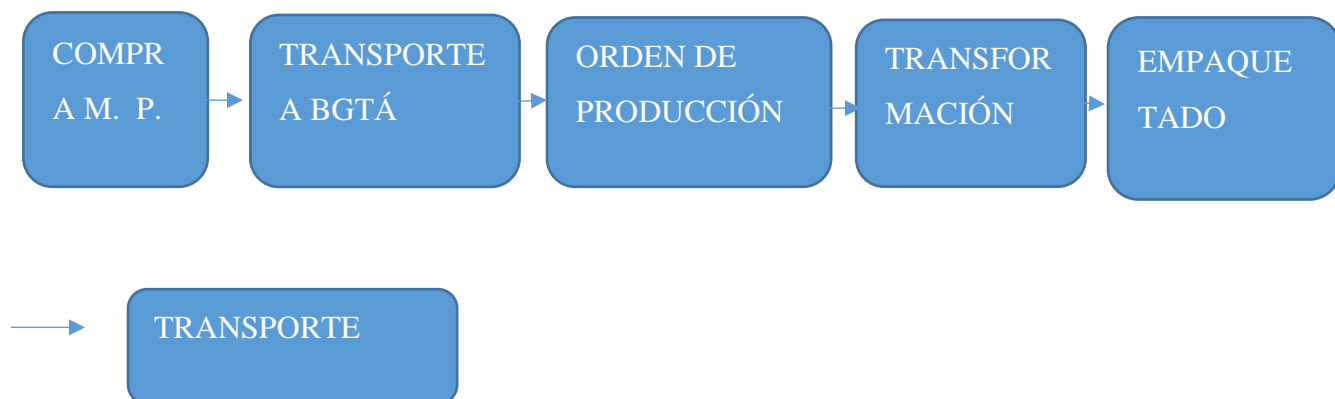 COMPR
A M. P.
TRANSPORTE
A BGTÁ
ORDEN DE
PRODUCCIÓN
TRANSFOR
MACIÓN
EMPAQUE
TADO
TRANSPORTE